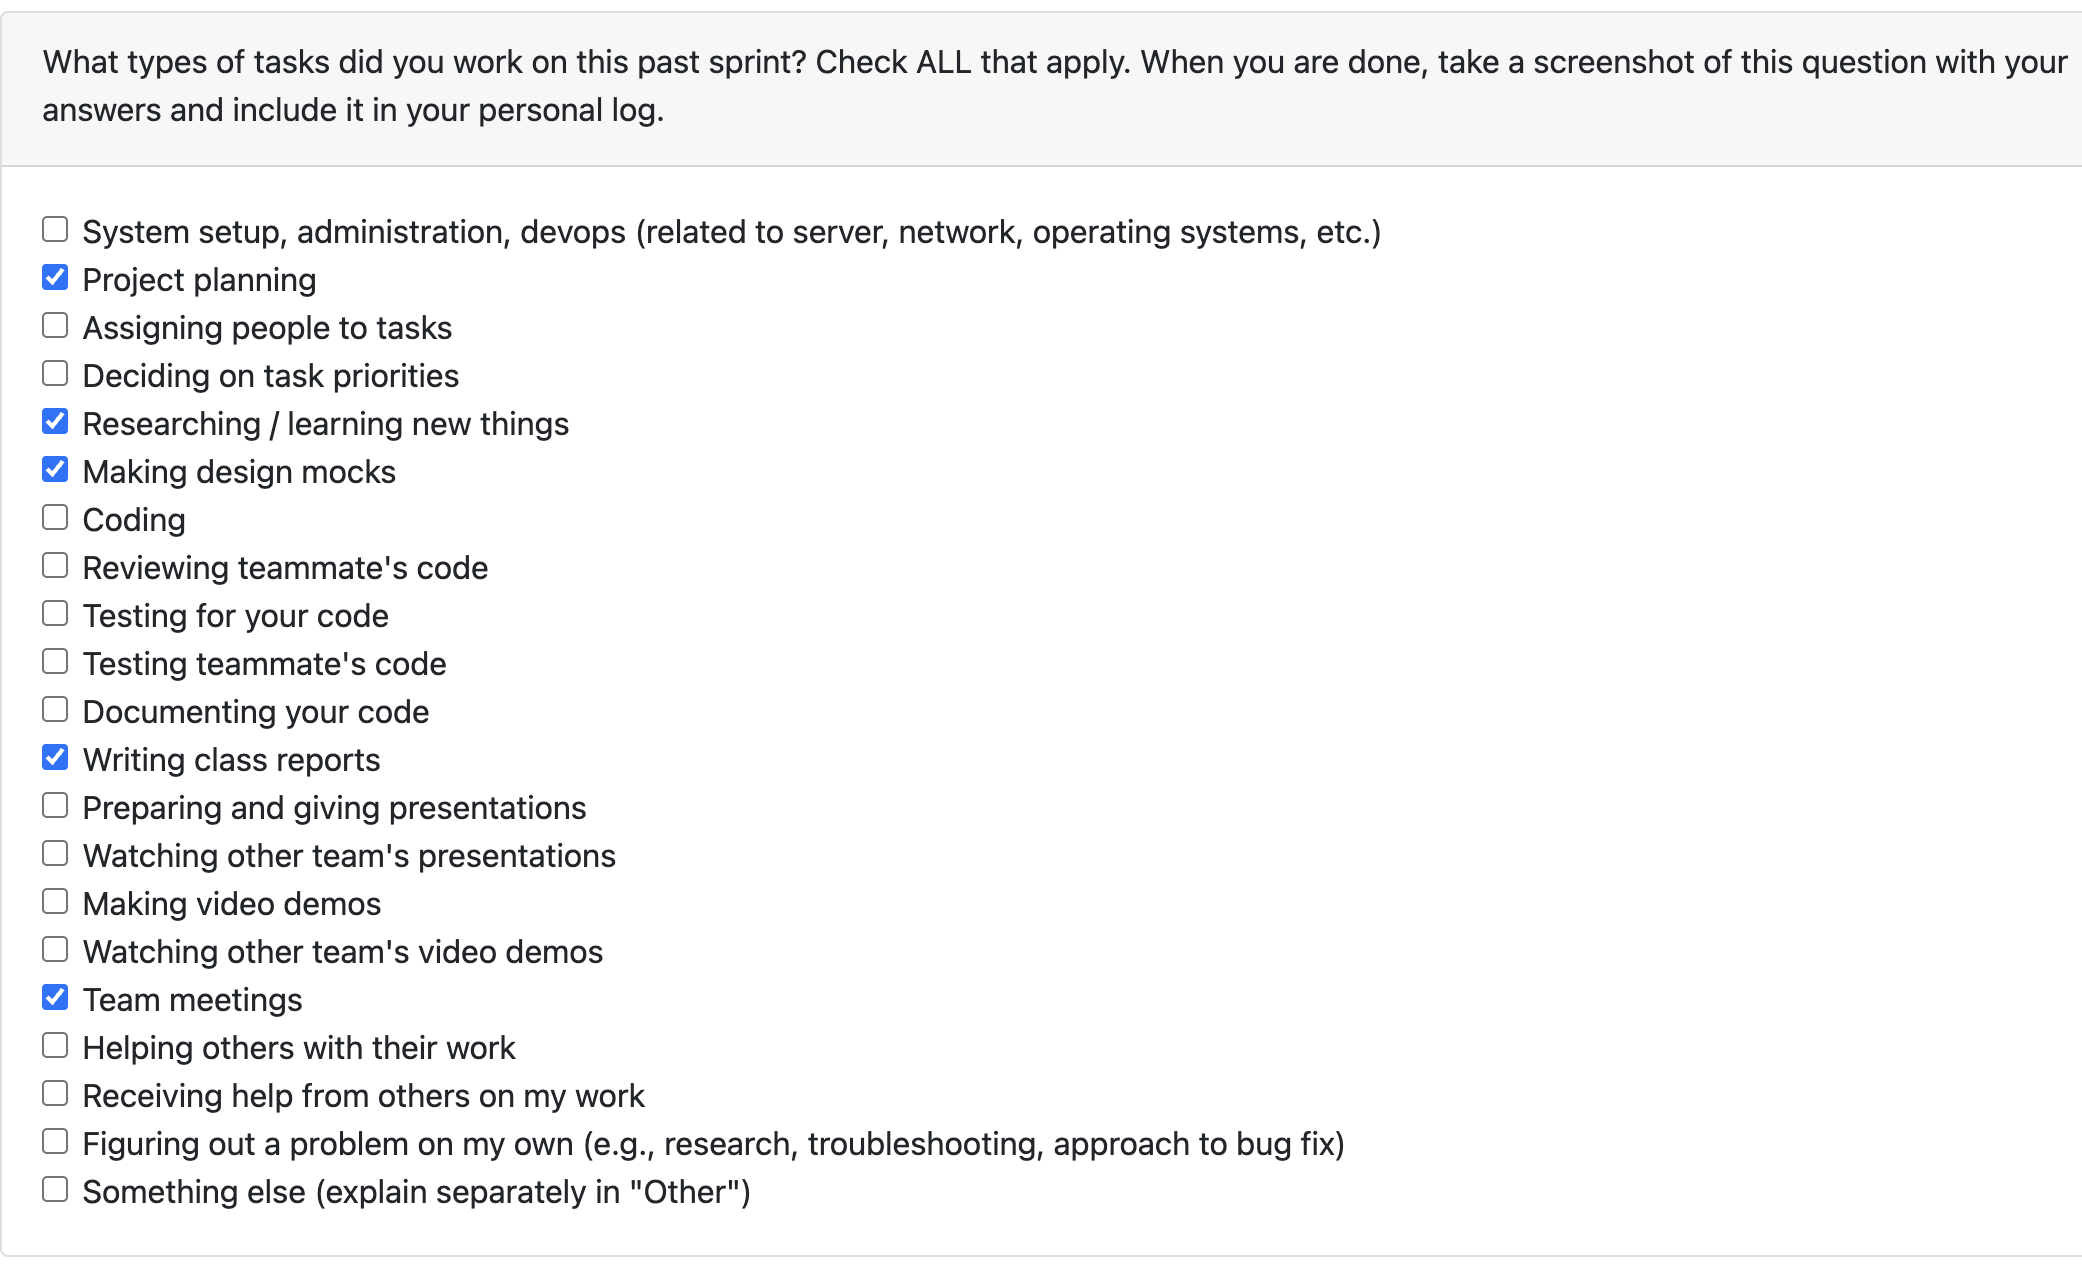 What types of tasks did you work on this past sprint? Check ALL that apply. When you are done, take a screenshot of this question with your
answers and include it in your personal log.
System setup, administration, devops (related to server, network, operating systems, etc.)
Project planning
Assigning people to tasks
Deciding on task priorities
Researching / learning new things
Making design mocks
Coding
Reviewing teammate's code
Testing for your code
Testing teammate's code
Documenting your code
Writing class reports
Preparing and giving presentations
Watching other team's presentations
Making video demos
Watching other team's video demos
Team meetings
Helping others with their work
Receiving help from others on my work
Figuring out a problem on my own (e.g., research, troubleshooting, approach to bug fix)
Something else (explain separately in "Other")